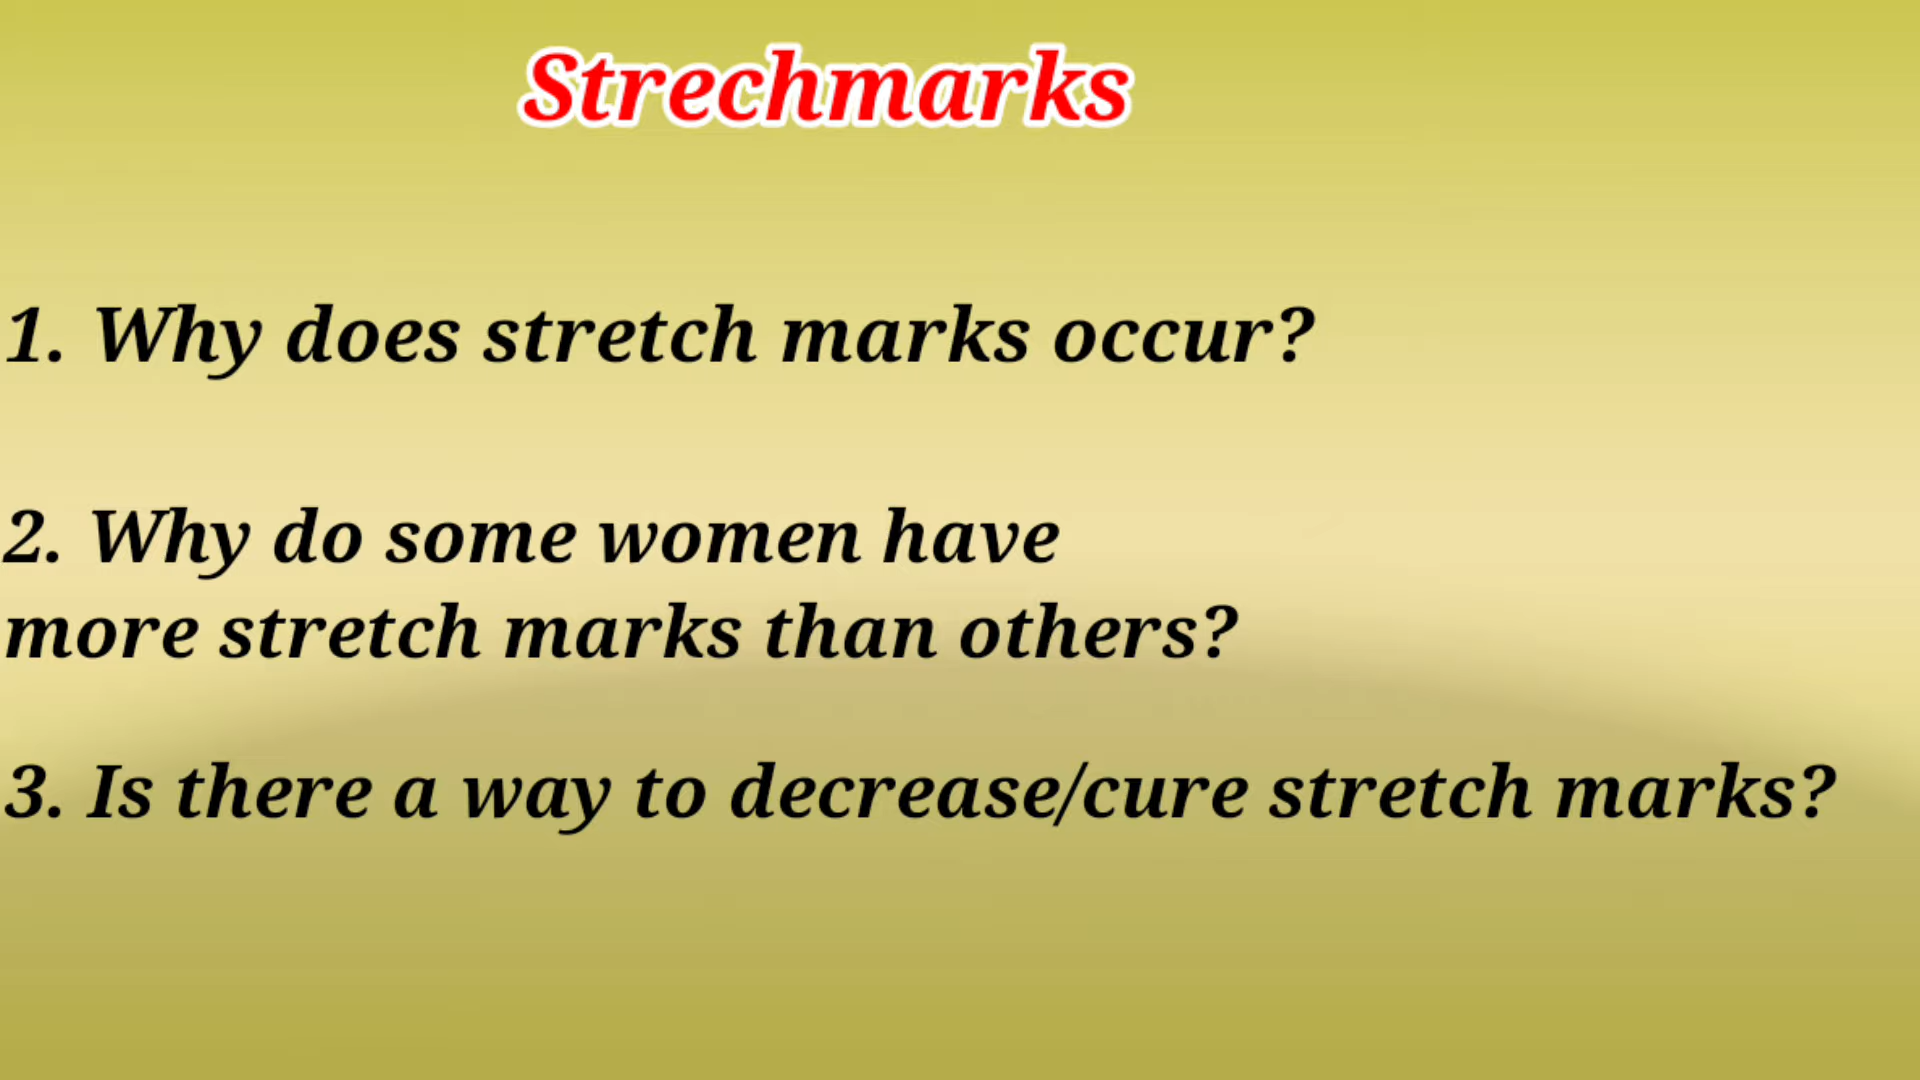 Strechmarks
1. Why does stretch marks occur?
2. Why do some women have
more stretch marks than others?
3. Is there a way to decrease/cure stretch marks?